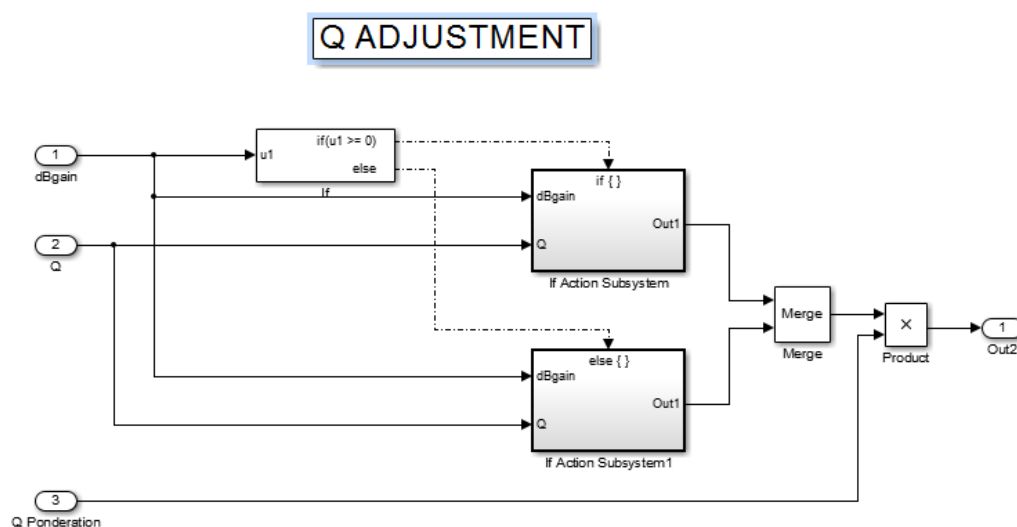 Q ADJUSTMENT
1
dBgain
u1
if(u1 >= 0)
else
If
if { }
dBgain
Q
Out1
If Action Subsystem
2
Q
Merge
Merge
×
Product
1
Out2
else { }
dBgain
Q
Out1
If Action Subsystem1
3
Q Ponderation